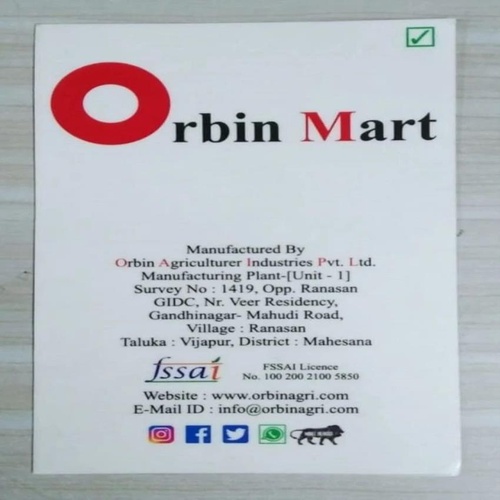 Orbin Mart
Manufactured By
Orbin Agriculturer Industries Pvt. Ltd.
Manufacturing Plant-[Unit - 1]
Survey No : 1419, Opp. Ranasan
GIDC, Nr. Veer Residency,
Gandhinagar- Mahudi Road,
Village : Ranasan
Taluka : Vijapur, District : Mahesana
fssai
FSSAI Licence
No. 100 200 2100 5850
Website : www.orbinagri.com
E-Mail ID : info@orbinagri.com